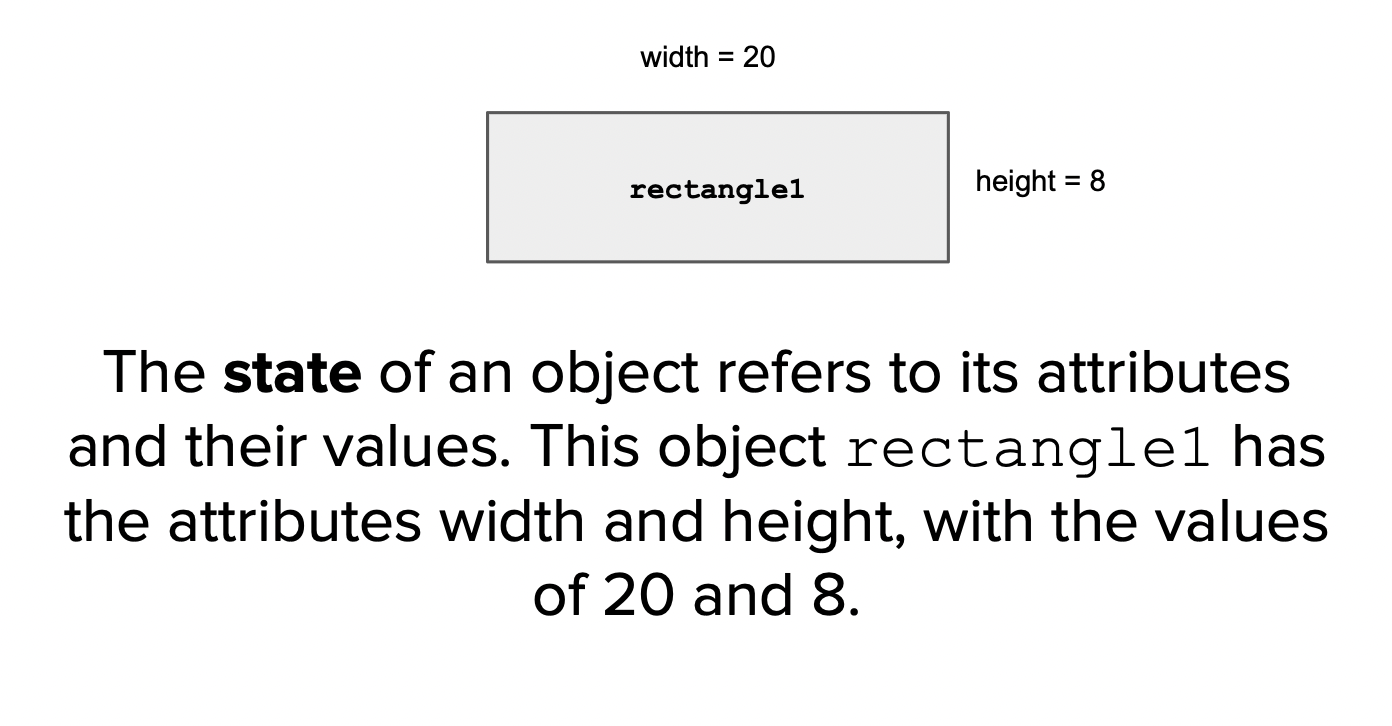 width = 20
rectangle1
height = 8
The state of an object refers to its attributes
and their values. This object rectangle1 has
the attributes width and height, with the values
of 20 and 8.